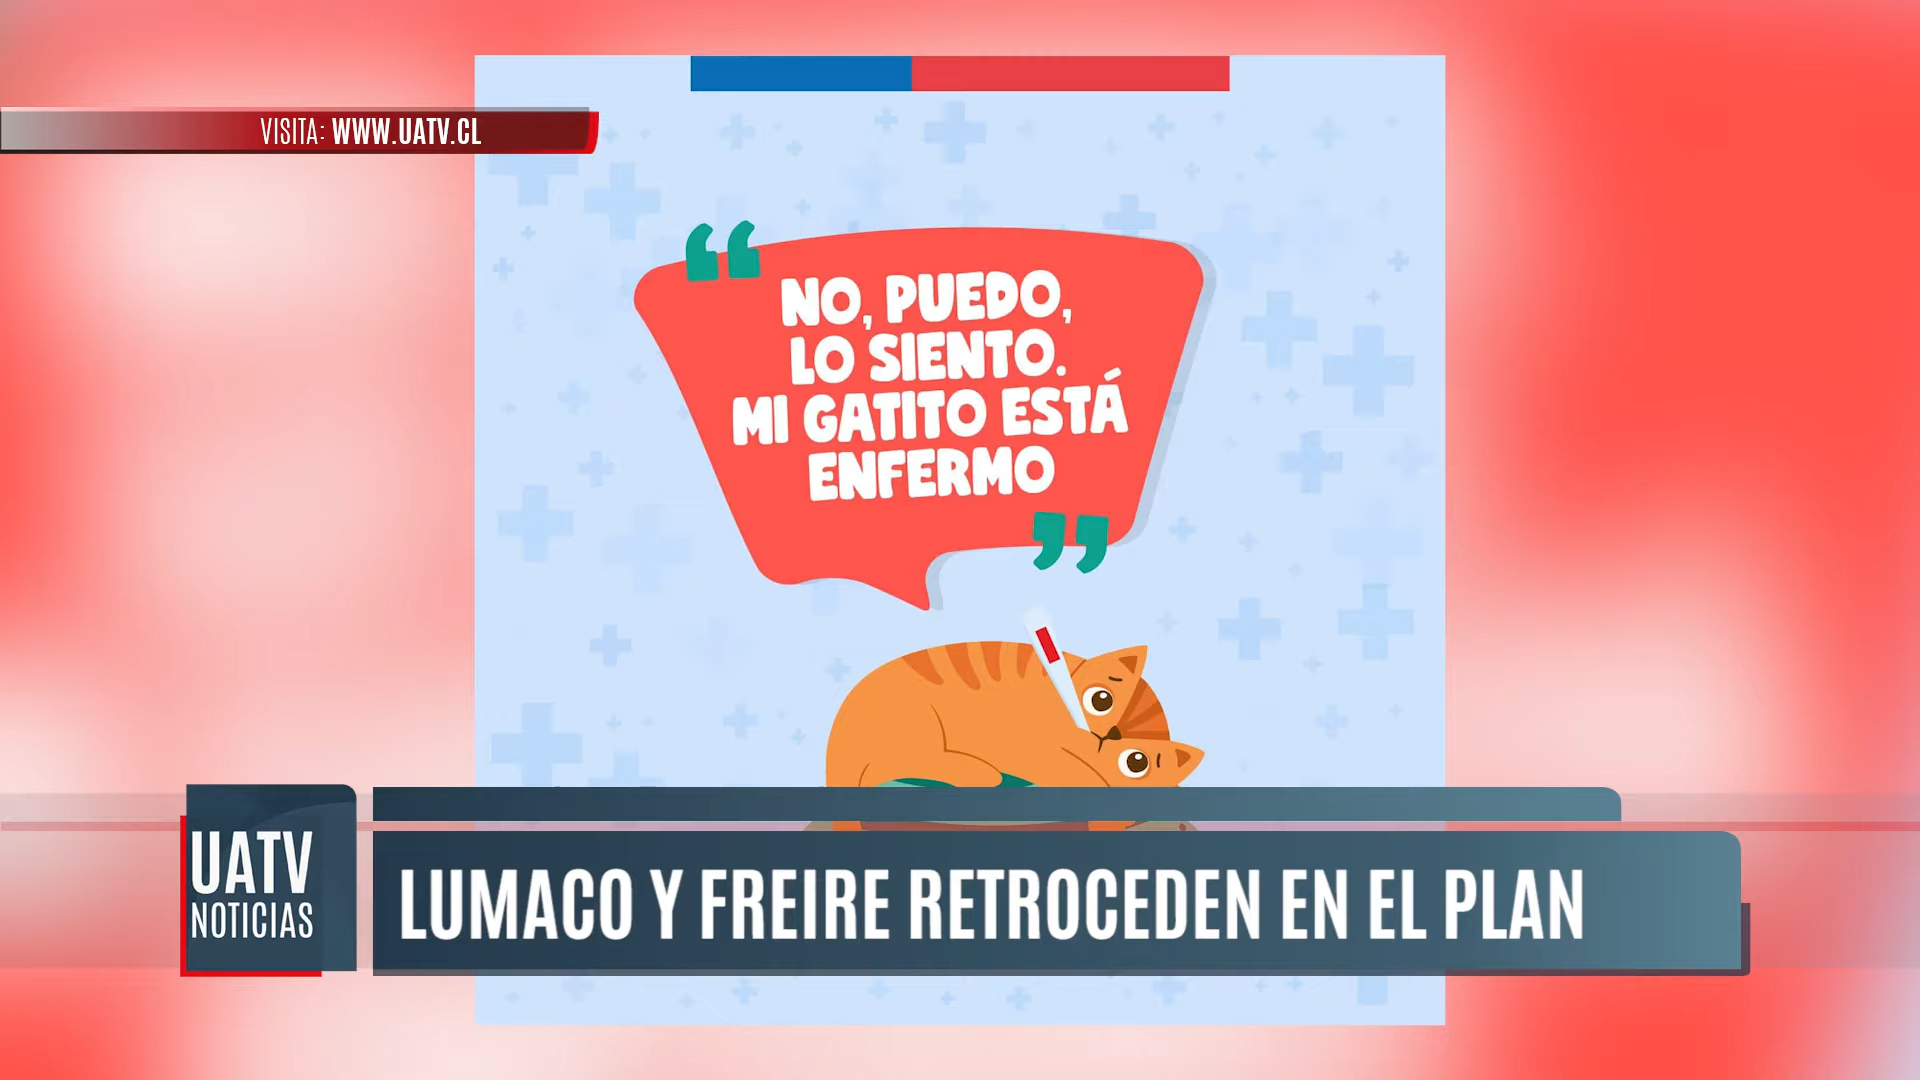 VISITA: WWW.UATV.CL
“NO, PUEDO,
LO SIENTO.
MI GATITO ESTÁ
ENFERMO”
UATV
NOTICIAS
LUMACO Y FREIRE RETROCEDEN EN EL PLAN